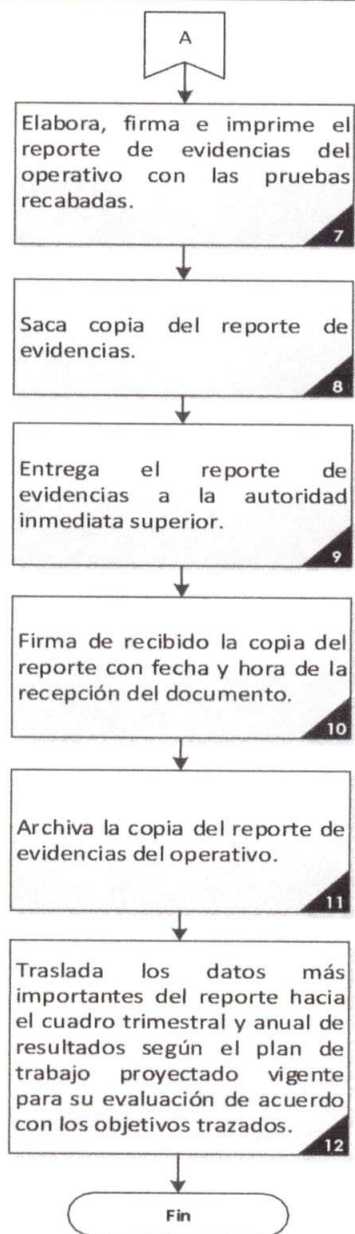 A
Elabora, firma e imprime el
reporte de evidencias del
operativo con las pruebas
recabadas.
7
Saca copia del reporte de
evidencias.
8
Entrega el reporte de
evidencias a la autoridad
inmediata superior.
9
Firma de recibido la copia del
reporte con fecha y hora de la
recepción del documento.
10
Archiva la copia del reporte de
evidencias del operativo.
11
Traslada los datos más
importantes del reporte hacia
el cuadro trimestral y anual de
resultados según el plan de
trabajo proyectado vigente
para su evaluación de acuerdo
con los objetivos trazados.
12
Fin